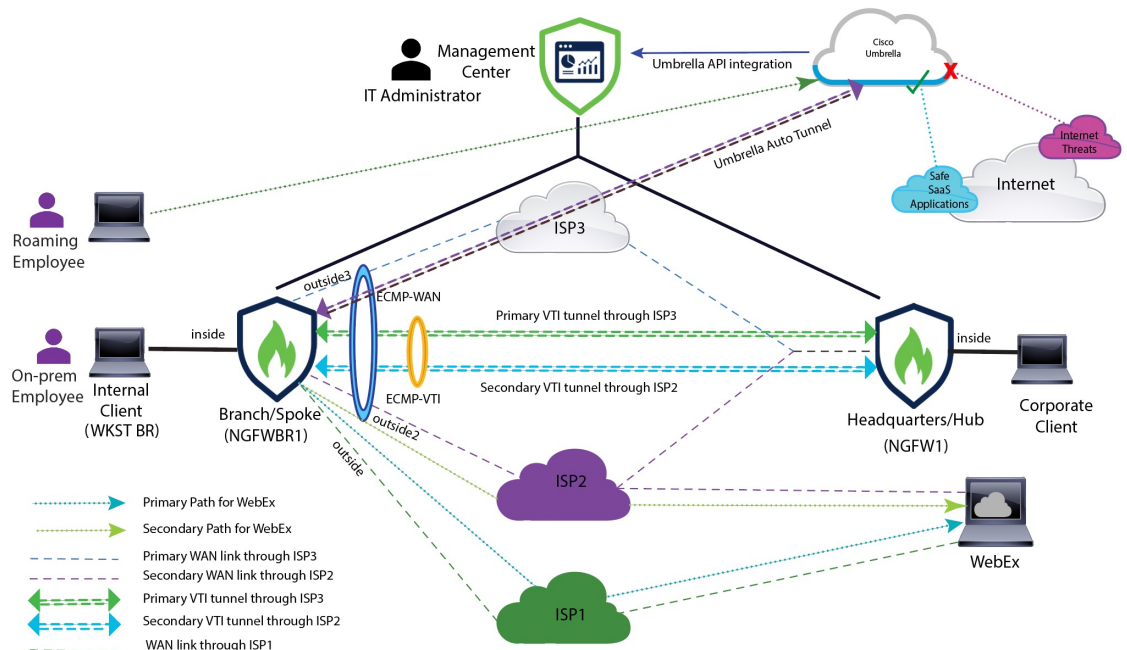 Management
Center
IT Administrator
Umbrella API integration
Cisco
Umbrella
X
Internet
Threats
Safe
SaaS
Applications
Internet
Umbrella Auto Tunnel
Roaming
Employee
ISP3
outside3
ECMP-WAN
Primary VTI tunnel through ISP3
inside
inside
On-prem
Employee
Internal
Client
(WKST BR)
Secondary VTI tunnel through ISP2
ECMP-VTI
Branch/Spoke
(NGFWBR1)
Headquarters/Hub
(NGFW1)
Corporate
Client
outside2
outside
ISP2
WebEx
ISP1
Primary Path for WebEx
Secondary Path for WebEx
Primary WAN link through ISP3
Secondary WAN link through ISP2
Primary VTI tunnel through ISP3
Secondary VTI tunnel through ISP2
WAN link through ISP1